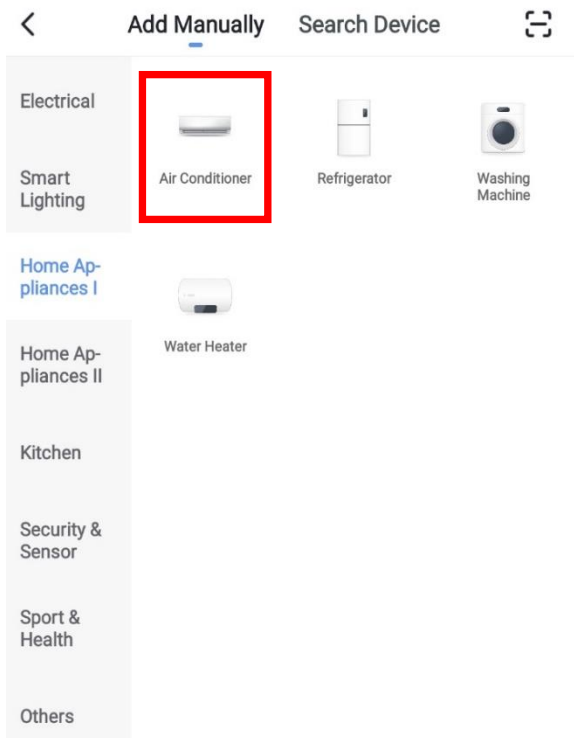 Add Manually Search Device
Electrical
Smart
Lighting
Home Ap-
pliances I
Home Ap-
pliances II
Kitchen
Security &
Sensor
Sport &
Health
Others
Air Conditioner
Refrigerator
Washing
Machine
Water Heater